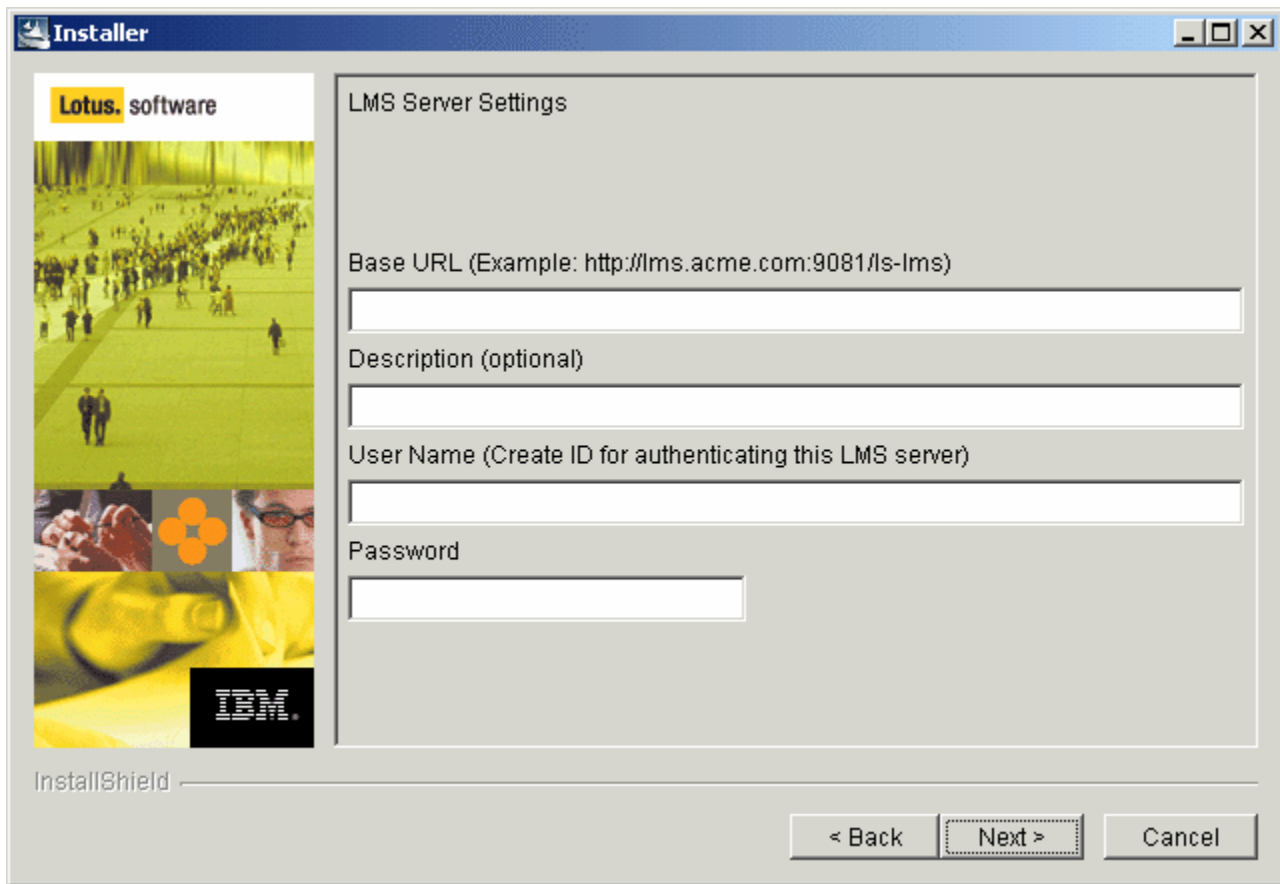 Installer
Lotus. software
LMS Server Settings
Base URL (Example: http://lms.acme.com:9081/ls-lms)
Description (optional)
User Name (Create ID for authenticating this LMS server)
Password
IBM.
InstallShield
< Back
Next >
Cancel